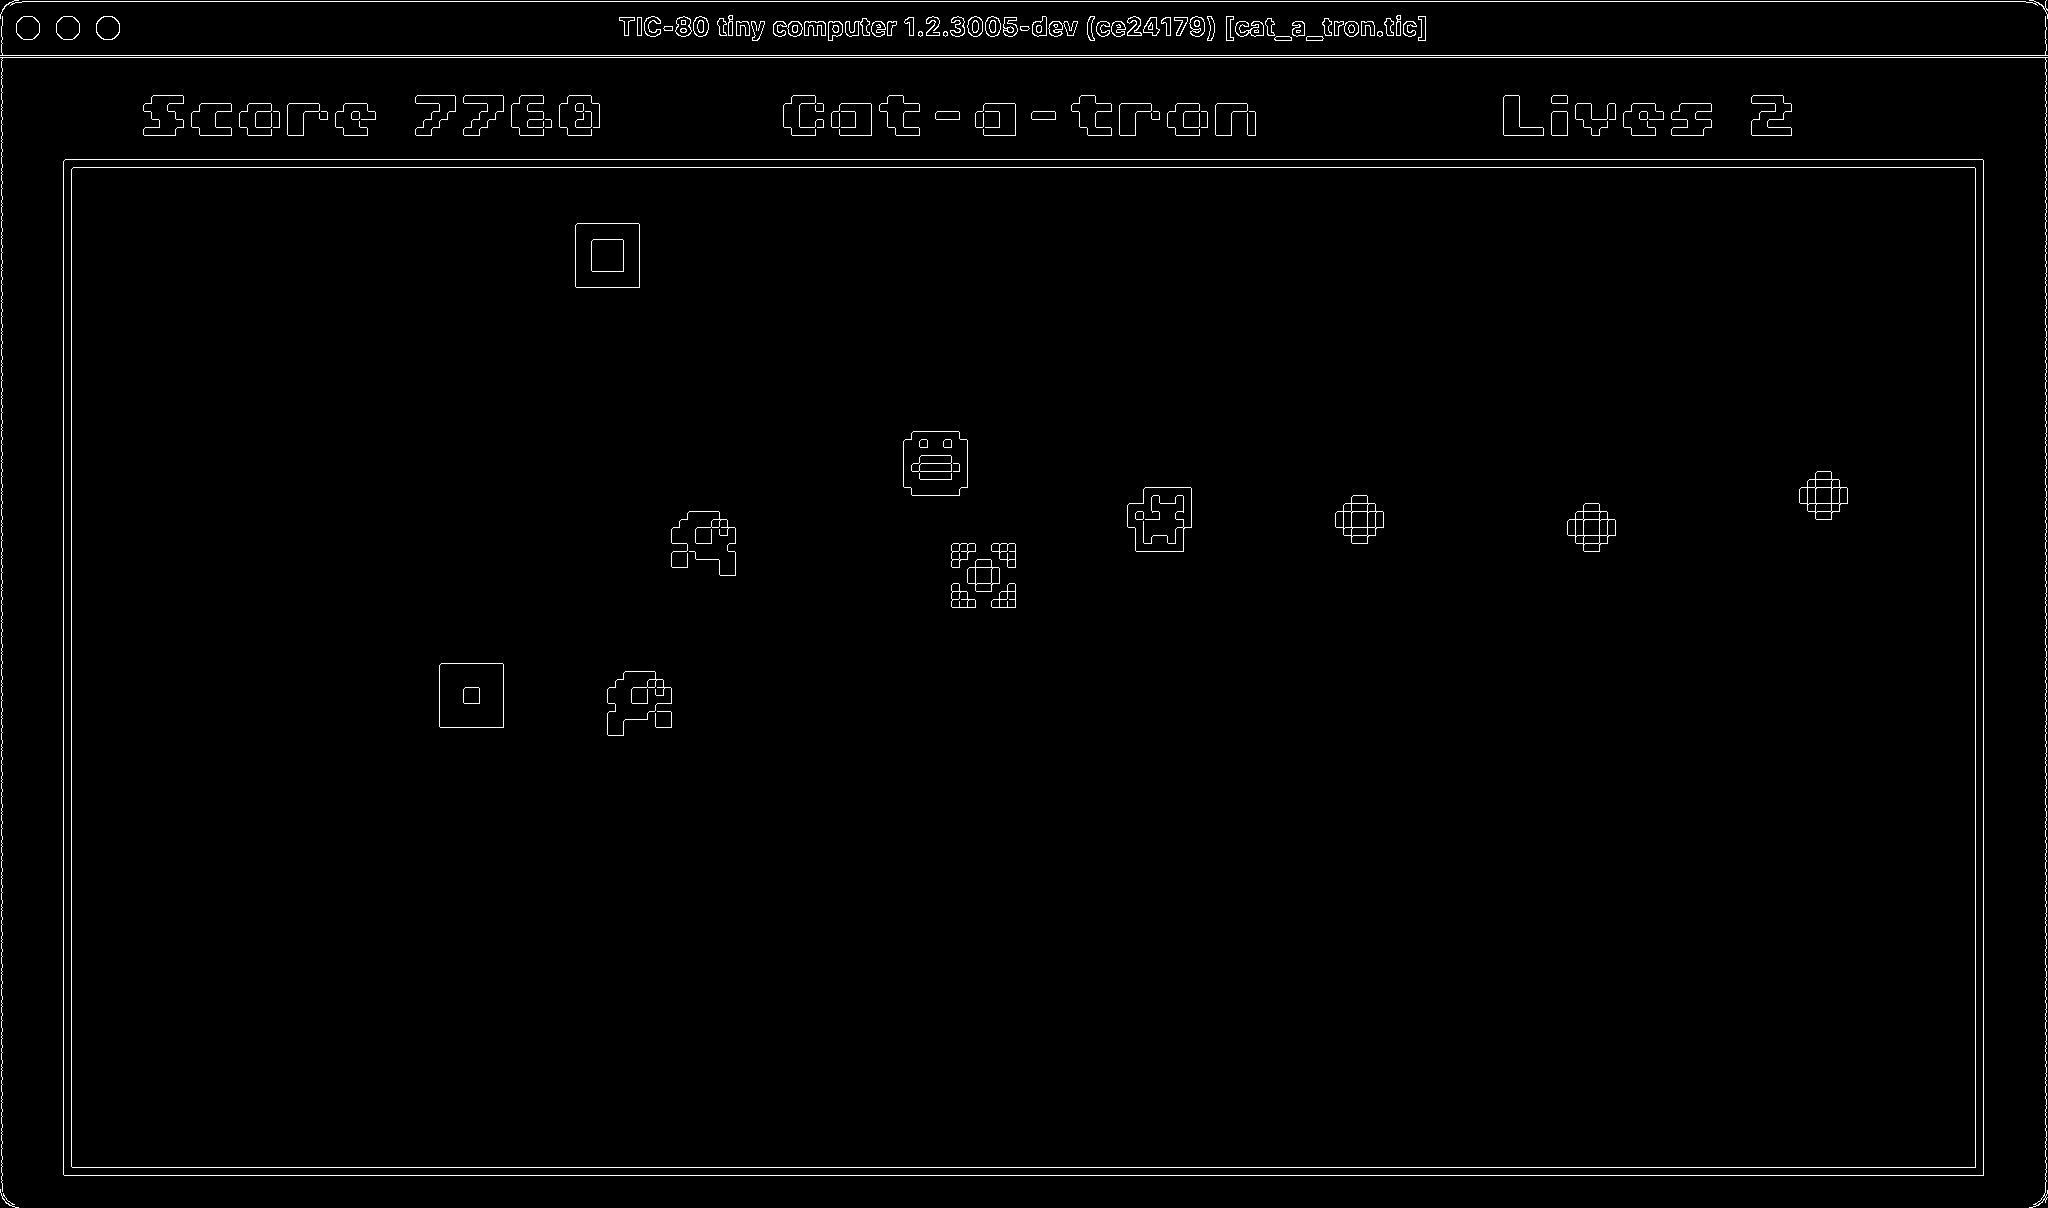 TIC-80 tiny computer 1.2.3005-dev (ce24179) [cat_a_tron.tic]
Score 7760 Cat-a-tron Lives 2